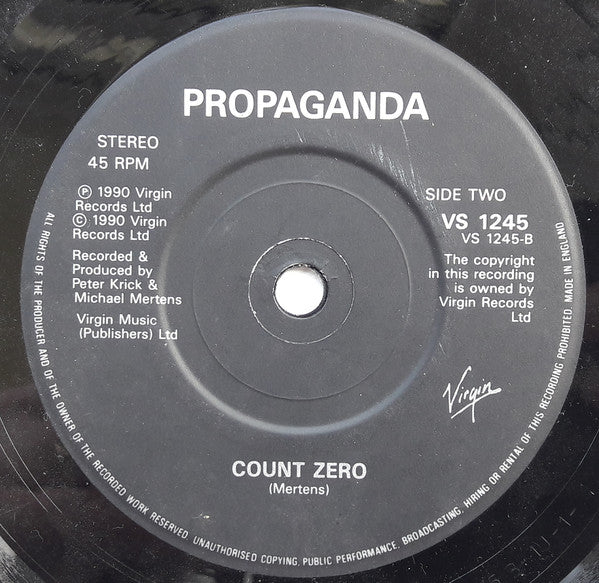 PROPAGANDA
STEREO
45 RPM
℗ 1990 Virgin
Records Ltd
© 1990 Virgin
Records Ltd
Recorded &
Produced by
Peter Krick &
Michael Mertens
Virgin Music
(Publishers) Ltd
SIDE TWO
VS 1245
VS 1245-B
The copyright
in this recording
is owned by
Virgin Records
Ltd
Virgin
COUNT ZERO
(Mertens)
ALL RIGHTS OF THE PRODUCER AND OF THE OWNER OF THE RECORDED WORK RESERVED. UNAUTHORISED COPYING, PUBLIC PERFORMANCE, BROADCASTING, HIRING OR RENTAL OF THIS RECORDING PROHIBITED. MADE IN ENGLAND